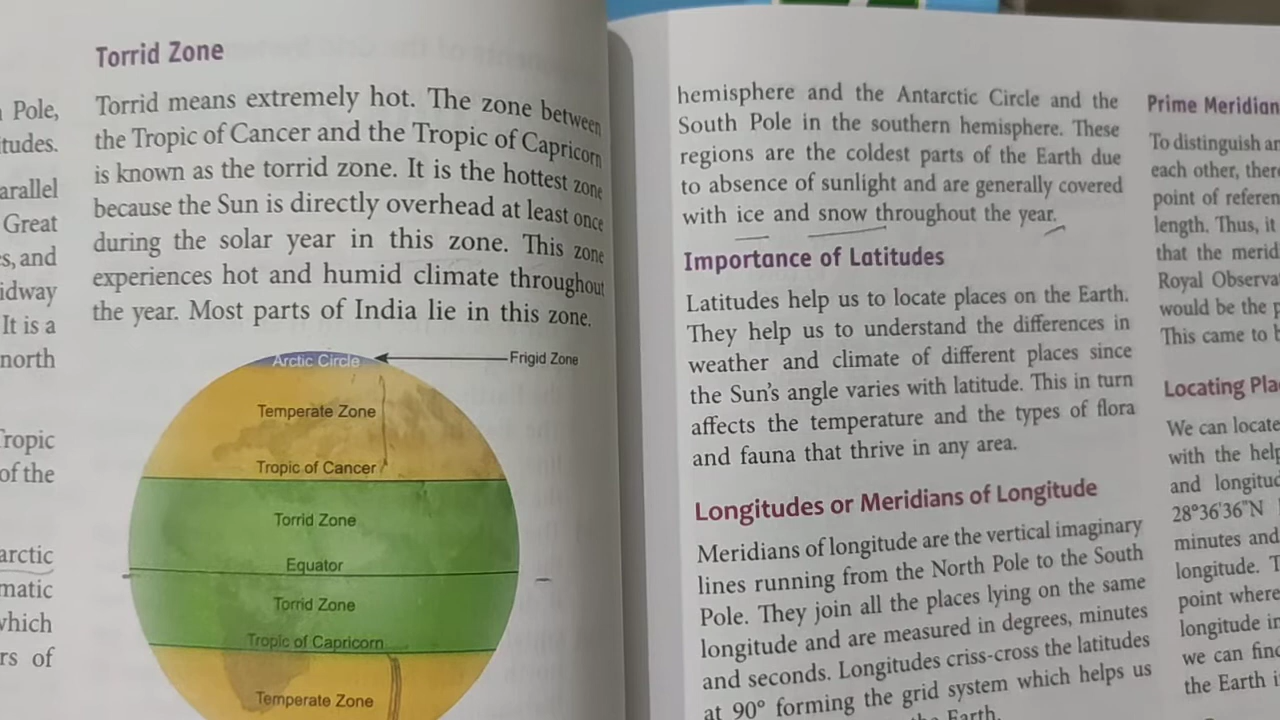 Pole,
tudes.
arallel
Great
s, and
idway
It is a
north
Tropic
of the
arctic
matic
which
rs of
Torrid Zone
Torrid means extremely hot. The zone between
the Tropic of Cancer and the Tropic of Capricorn
is known as the torrid zone. It is the hottest zone
because the Sun is directly overhead at least once
during the solar year in this zone. This zone
experiences hot and humid climate throughout
the year. Most parts of India lie in this zone.
Arctic Circle
Frigid Zone
Temperate Zone
Tropic of Cancer
Torrid Zone
Equator
Torrid Zone
Tropic of Capricorn
Temperate Zone
hemisphere and the Antarctic Circle and the
South Pole in the southern hemisphere. These
regions are the coldest parts of the Earth due
to absence of sunlight and are generally covered
with ice and snow throughout the year.
Importance of Latitudes
Latitudes help us to locate places on the Earth.
They help us to understand the differences in
weather and climate of different places since
the Sun's angle varies with latitude. This in turn
affects the temperature and the types of flora
and fauna that thrive in any area.
Longitudes or Meridians of Longitude
Meridians of longitude are the vertical imaginary
lines running from the North Pole to the South
Pole. They join all the places lying on the same
longitude and are measured in degrees, minutes
and seconds. Longitudes criss-cross the latitudes
at 90° forming the grid system which helps us
the Earth.
Prime Meridian
To distinguish
each other, ther
point of referen
length. Thus, it
that the merid
Royal Observa
would be the
This came to
Locating Pla
We can locate
with the help
and longitud
28°36'36"N
minutes and
longitude.
point where
longitude in
we can find
the Earth